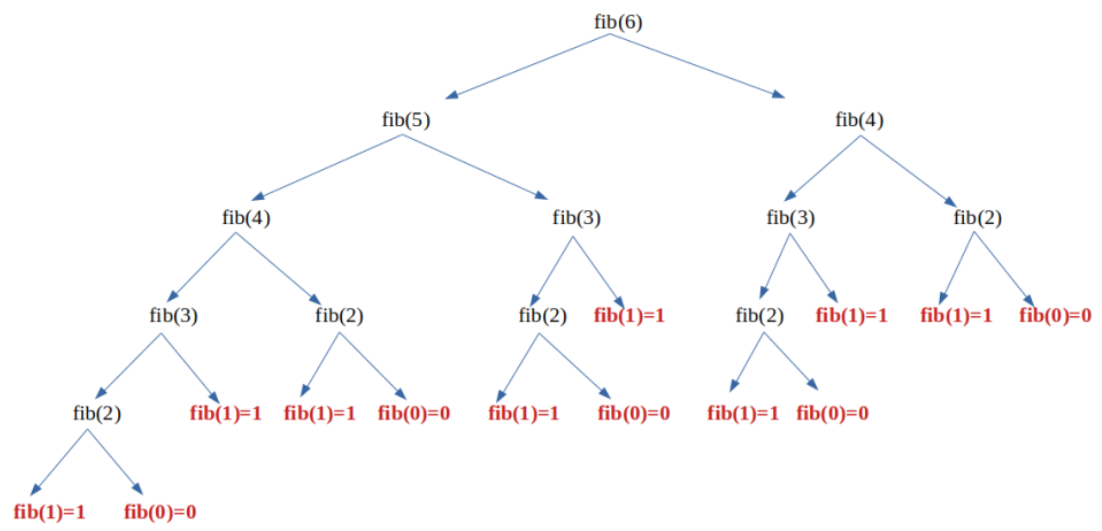 fib(6)
fib(5) fib(4)
fib(4) fib(3) fib(3) fib(2)
fib(3) fib(2) fib(2) fib(1)=1 fib(2) fib(1)=1 fib(1)=1 fib(0)=0
fib(2) fib(1)=1 fib(1)=1 fib(0)=0 fib(1)=1 fib(0)=0 fib(1)=1 fib(0)=0
fib(1)=1 fib(0)=0